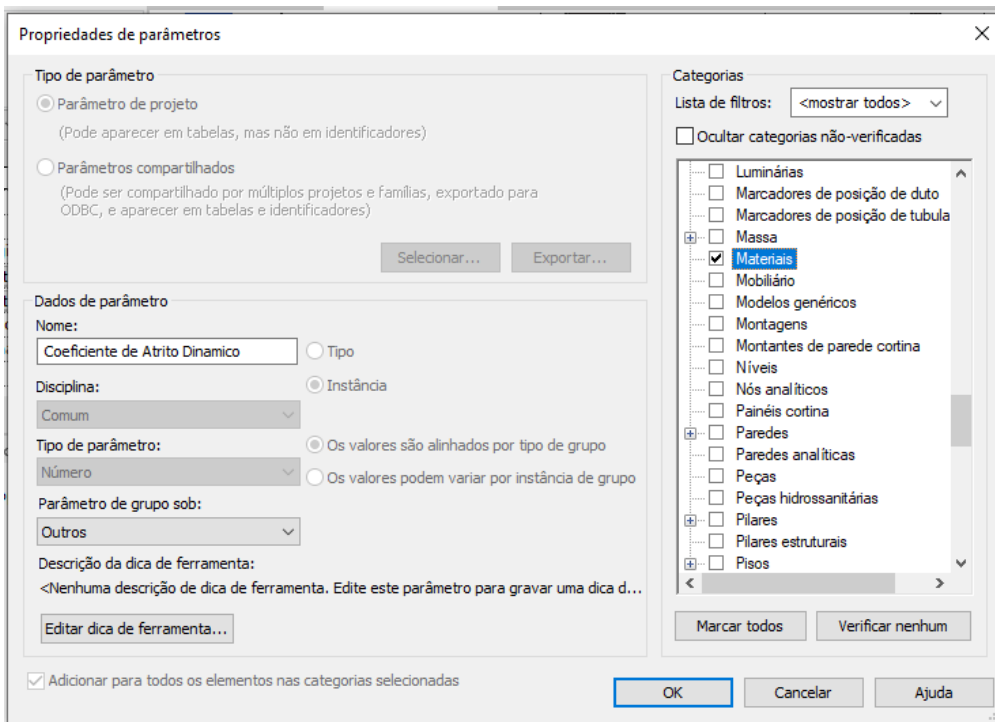 Propriedades de parâmetros
Tipo de parâmetro
Parâmetro de projeto
(Pode aparecer em tabelas, mas não em identificadores)
Parâmetros compartilhados
(Pode ser compartilhado por múltiplos projetos e famílias, exportado para
ODBC, e aparecer em tabelas e identificadores)
Selecionar...
Exportar...
Dados de parâmetro
Nome:
Coeficiente de Atrito Dinamico
Tipo
Disciplina:
Instância
Comum
Tipo de parâmetro:
Os valores são alinhados por tipo de grupo
Número
Os valores podem variar por instância de grupo
Parâmetro de grupo sob:
Outros
Descrição da dica de ferramenta:
<Nenhuma descrição de dica de ferramenta. Edite este parâmetro para gravar uma dica d...
Editar dica de ferramenta...
Adicionar para todos os elementos nas categorias selecionadas
Categorias
Lista de filtros:
<mostrar todos>
Ocultar categorias não-verificadas
Luminárias
Marcadores de posição de duto
Marcadores de posição de tubula
Massa
Materiais
Mobiliário
Modelos genéricos
Montagens
Montantes de parede cortina
Níveis
Nós analíticos
Painéis cortina
Paredes
Paredes analíticas
Peças
Peças hidrossanitárias
Pilares
Pilares estruturais
Pisos
Marcar todos
Verificar nenhum
OK
Cancelar
Ajuda